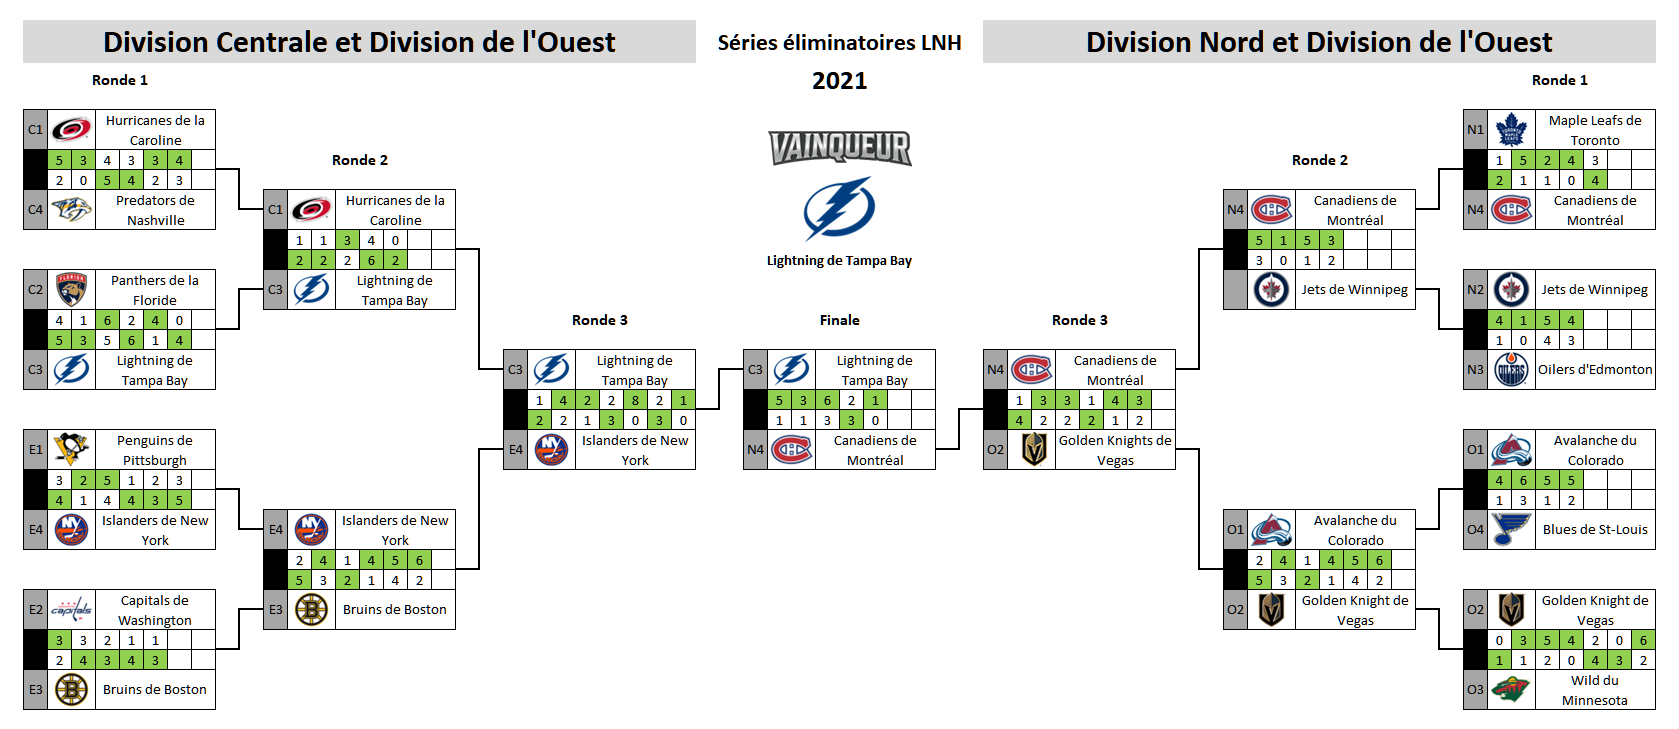 Division Centrale et Division de l'Ouest
Séries éliminatoires LNH
2021
Division Nord et Division de l'Ouest
Ronde 1
C1
Hurricanes de la
Caroline
5 3 4 3 3 4
2 0 5 4 2 3
C4
Predators de
Nashville
C2
FLORIDA
Panthers de la
Floride
4 1 6 2 4 0
5 3 5 6 1 4
C3
Lightning de
Tampa Bay
E1
Penguins de
Pittsburgh
3 2 5 1 2 3
4 1 4 4 3 5
E4
NY
Islanders de New
York
E2
capitals
Capitals de
Washington
3 3 2 1 1
2 4 3 4 3
E3
B
Bruins de Boston
Ronde 2
C1
Hurricanes de la
Caroline
1 1 3 4 0
2 2 2 6 2
C3
Lightning de
Tampa Bay
E4
NY
Islanders de New
York
2 4 1 4 5 6
5 3 2 1 4 2
E3
B
Bruins de Boston
Ronde 3
C3
Lightning de
Tampa Bay
1 4 2 2 8 2 1
2 2 1 3 0 3 0
E4
NY
Islanders de New
York
VAINQUEUR
Lightning de Tampa Bay
Finale
C3
Lightning de
Tampa Bay
5 3 6 2 1
1 1 3 3 0
N4
Canadiens de
Montréal
Ronde 3
N4
Canadiens de
Montréal
1 3 3 1 4 3
4 2 2 2 1 2
O2
Golden Knights de
Vegas
Ronde 2
N4
Canadiens de
Montréal
5 1 5 3
3 0 1 2
Jets de Winnipeg
O1
Avalanche du
Colorado
2 4 1 4 5 6
5 3 2 1 4 2
O2
Golden Knight de
Vegas
Ronde 1
N1
TORONTO
MAPLE
LEAFS
Maple Leafs de
Toronto
1 5 2 4 3
2 1 1 0 4
N4
Canadiens de
Montréal
N2
Jets de Winnipeg
4 1 5 4
1 0 4 3
N3
OILERS
Oilers d'Edmonton
O1
Avalanche du
Colorado
4 6 5 5
1 3 1 2
O4
Blues de St-Louis
O2
Golden Knight de
Vegas
0 3 5 4 2 0 6
1 1 2 0 4 3 2
O3
Wild du
Minnesota